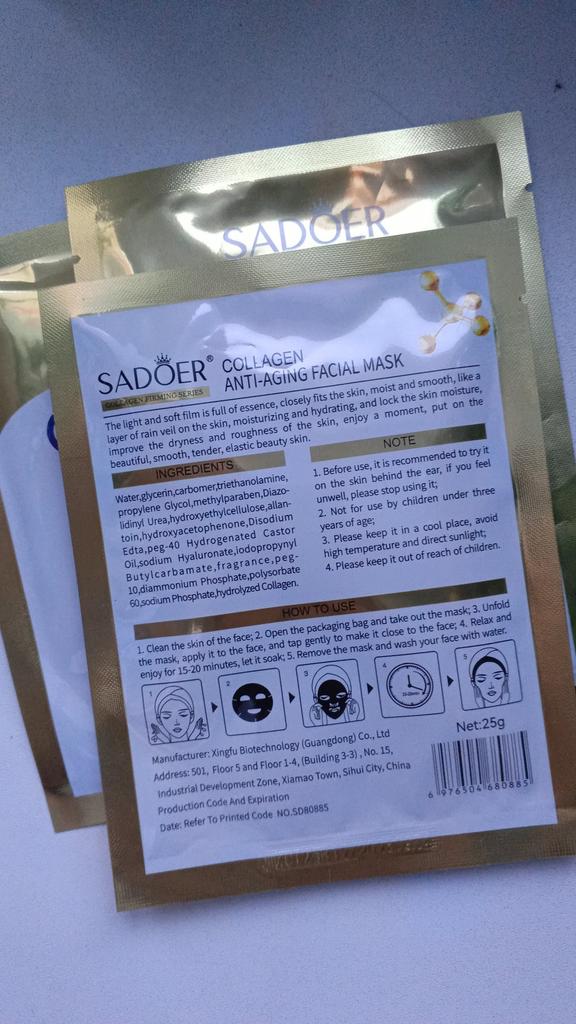 SADOER
SADOER®
COLLAGEN FIRMING SERIES
COLLAGEN
ANTI-AGING FACIAL MASK
The light and soft film is full of essence, closely fits the skin, moist and smooth, like a
layer of rain veil on the skin, moisturizing and hydrating, and lock the skin moisture,
improve the dryness and roughness of the skin, enjoy a moment, put on the
beautiful, smooth, tender, elastic beauty skin.
INGREDIENTS
Water,glycerin,carbomer,triethanolamine,
propylene Glycol,methylparaben,Diazo-
lidinyl Urea,hydroxyethylcellulose,allan-
toin,hydroxyacetophenone,Disodium
Edta,peg-40 Hydrogenated Castor
Oil,sodium Hyaluronate,iodopropynyl
Butylcarbamate,fragrance,peg-
10,diammonium Phosphate,polysorbate
60,sodium Phosphate,hydrolyzed Collagen.
NOTE
1. Before use, it is recommended to try it
on the skin behind the ear, if you feel
unwell, please stop using it;
2. Not for use by children under three
years of age;
3. Please keep it in a cool place, avoid
high temperature and direct sunlight;
4. Please keep it out of reach of children.
HOW TO USE
1. Clean the skin of the face; 2. Open the packaging bag and take out the mask; 3. Unfold
the mask, apply it to the face, and tap gently to make it close to the face; 4. Relax and
enjoy for 15-20 minutes, let it soak; 5. Remove the mask and wash your face with water.
1 2 3 4 5
Manufacturer: Xingfu Biotechnology (Guangdong) Co., Ltd
Address: 501, Floor 5 and Floor 1-4, (Building 3-3) , No. 15,
Industrial Development Zone, Xiamao Town, Sihui City, China
Production Code And Expiration
Date: Refer To Printed Code NO.SD80885
Net:25g
6 976504 680885